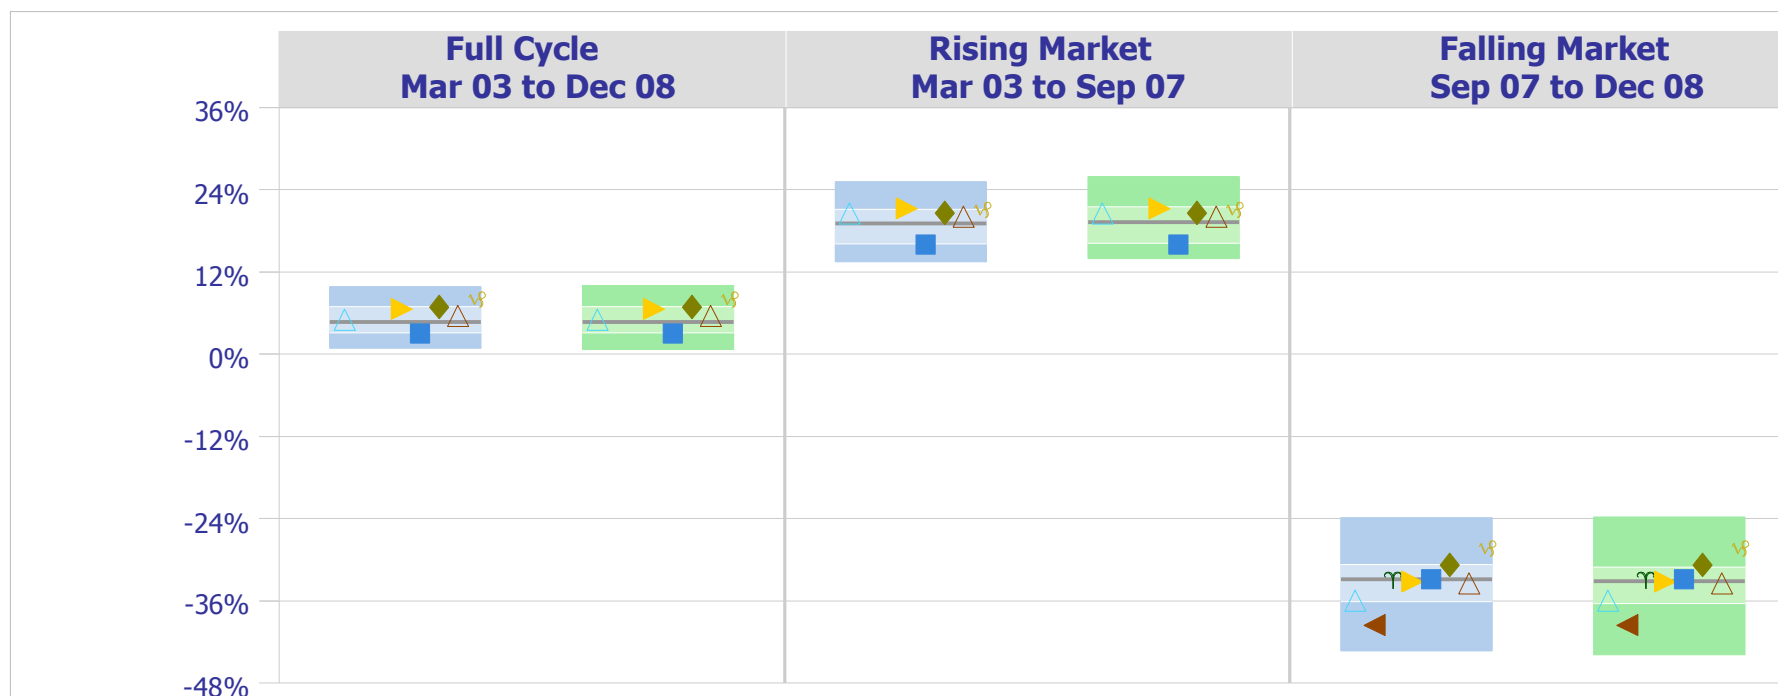 Full Cycle
Mar 03 to Dec 08
Rising Market
Mar 03 to Sep 07
Falling Market
Sep 07 to Dec 08
36%
24%
12%
0%
-12%
-24%
-36%
-48%